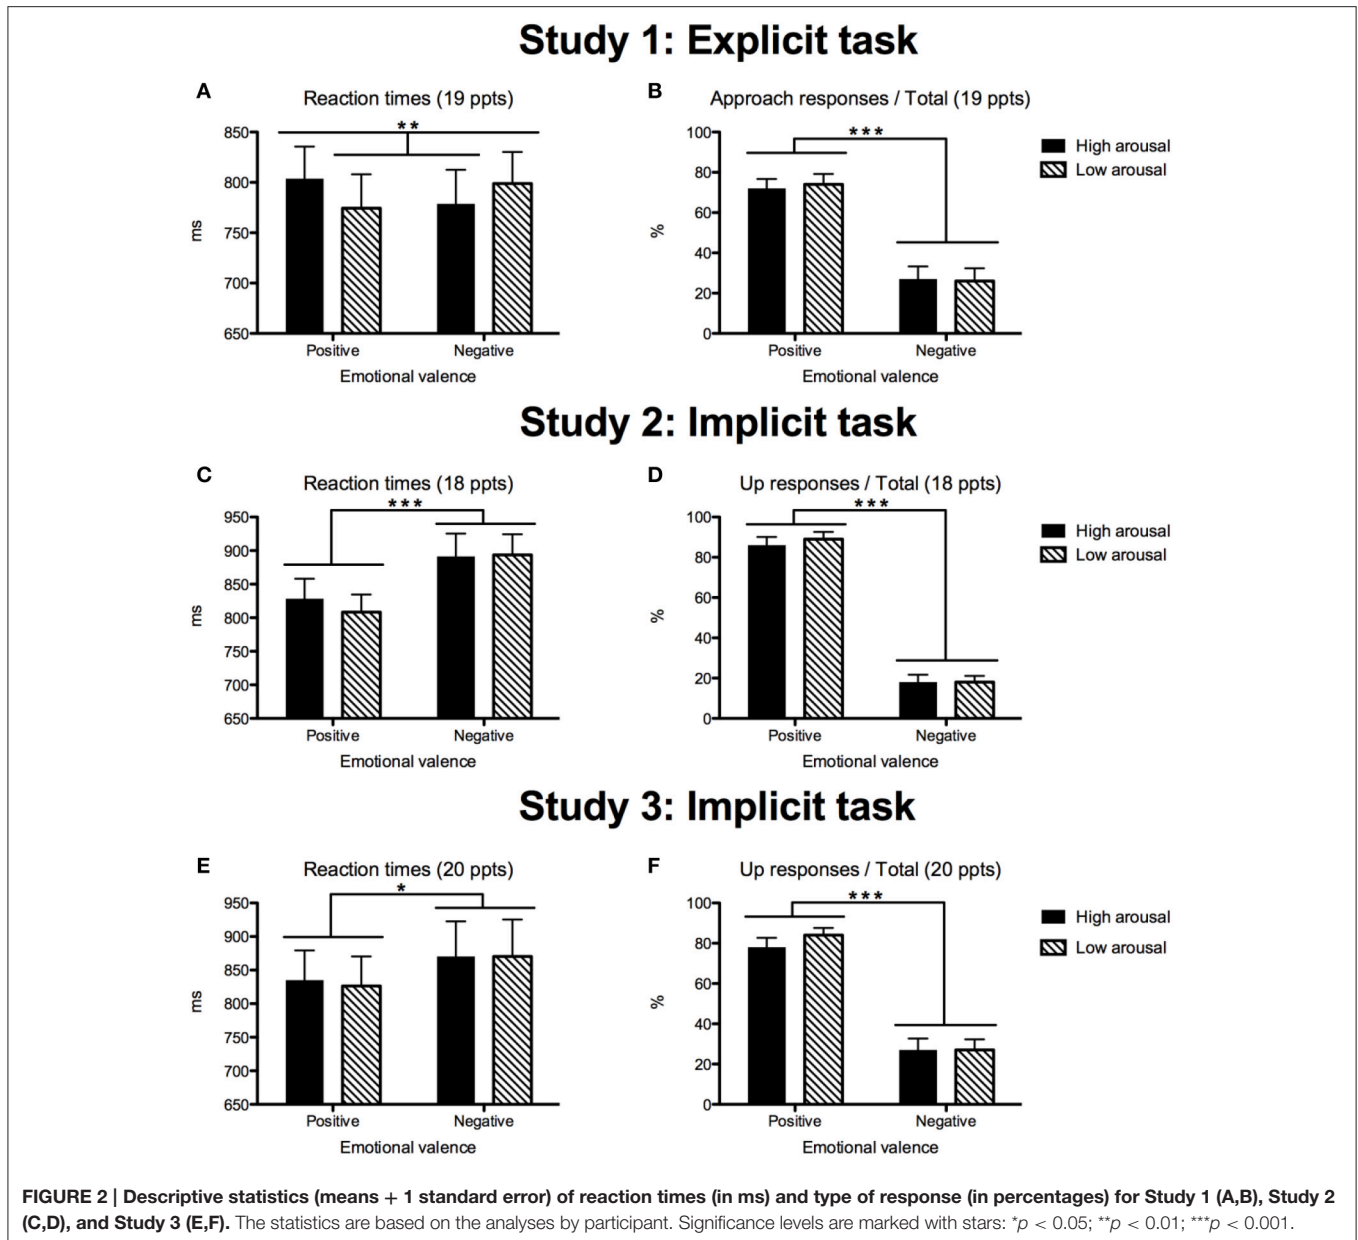 Study 1: Explicit task
A
Reaction times (19 ppts)
**
850
800
750
700
650
ms
Positive
Negative
Emotional valence
B
Approach responses / Total (19 ppts)
***
100
80
60
40
20
0
%
Positive
Negative
Emotional valence
High arousal
Low arousal
Study 2: Implicit task
C
Reaction times (18 ppts)
***
950
900
850
800
750
700
650
ms
Positive
Negative
Emotional valence
D
Up responses / Total (18 ppts)
***
100
80
60
40
20
0
%
Positive
Negative
Emotional valence
High arousal
Low arousal
Study 3: Implicit task
E
Reaction times (20 ppts)
*
950
900
850
800
750
700
650
ms
Positive
Negative
Emotional valence
F
Up responses / Total (20 ppts)
***
100
80
60
40
20
0
%
Positive
Negative
Emotional valence
High arousal
Low arousal
FIGURE 2 | Descriptive statistics (means + 1 standard error) of reaction times (in ms) and type of response (in percentages) for Study 1 (A,B), Study 2
(C,D), and Study 3 (E,F). The statistics are based on the analyses by participant. Significance levels are marked with stars: *p < 0.05; **p < 0.01; ***p < 0.001.